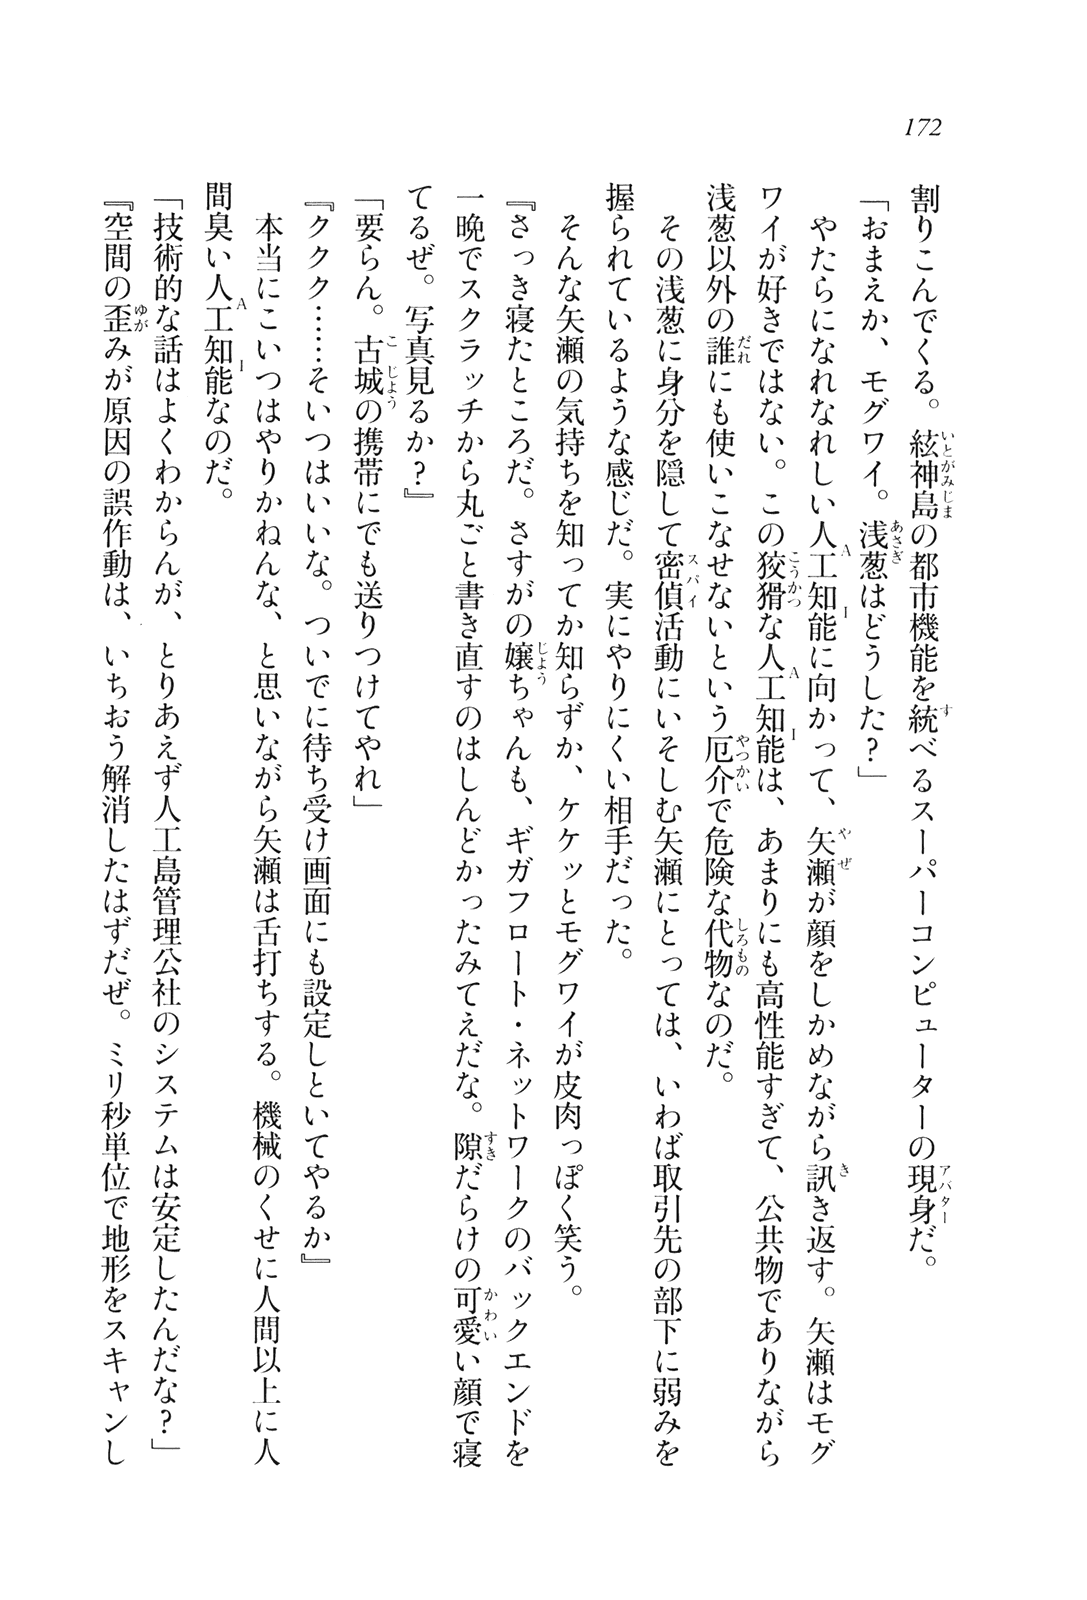 172
割りこんでくる。絃神島の都市機能を統べるスーパーコンピューターの現身だ。
「おまえか、モグワイ。浅葱はどうした？」
　やたらになれなれしい人工知能に向かって、矢瀬が顔をしかめながら訊き返す。矢瀬はモグ
ワイが好きではない。この狡猾な人工知能は、あまりにも高性能すぎて、公共物でありながら
浅葱以外の誰にも使いこなせないという厄介で危険な代物なのだ。
　その浅葱に身分を隠して密偵活動にいそしむ矢瀬にとっては、いわば取引先の部下に弱みを
握られているような感じだ。実にやりにくい相手だった。
　そんな矢瀬の気持ちを知ってか知らずか、ケケッとモグワイが皮肉っぽく笑う。
『さっき寝たところだ。さすがの嬢ちゃんも、ギガフロート・ネットワークのバックエンドを
一晩でスクラッチから丸ごと書き直すのはしんどかったみてえだな。隙だらけの可愛い顔で寝
てるぜ。写真見るか？』
「要らん。古城の携帯にでも送りつけてやれ」
『ククク……そいつはいいな。ついでに待ち受け画面にも設定しといてやるか』
　本当にこいつはやりかねんな、と思いながら矢瀬は舌打ちする。機械のくせに人間以上に人
間臭い人工知能なのだ。
「技術的な話はよくわからんが、とりあえず人工島管理公社のシステムは安定したんだな？」
『空間の歪みが原因の誤作動は、いちおう解消したはずだぜ。ミリ秒単位で地形をスキャンし